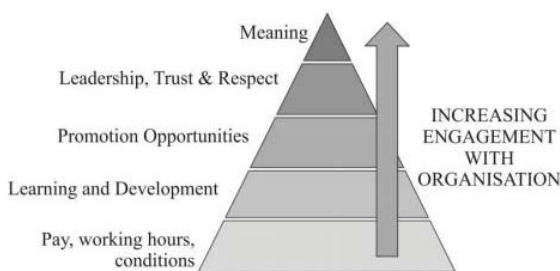 Meaning
Leadership, Trust & Respect
Promotion Opportunities
Learning and Development
Pay, working hours,
conditions
INCREASING
ENGAGEMENT
WITH
ORGANISATION